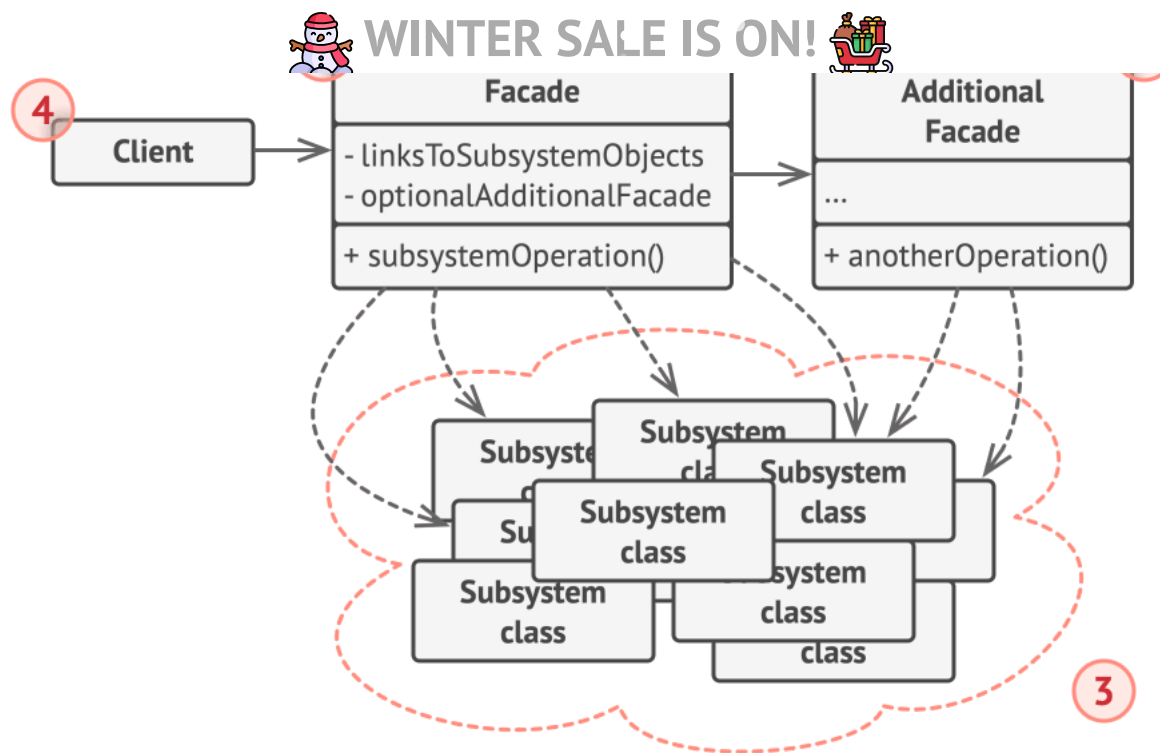 WINTER SALE IS ON!
4
Client
Facade
- linksToSubsystemObjects
- optionalAdditionalFacade
+ subsystemOperation()
Additional
Facade
...
+ anotherOperation()
Subsystem
class
Subsystem
class
Subsystem
class
Subsystem
class
class
3